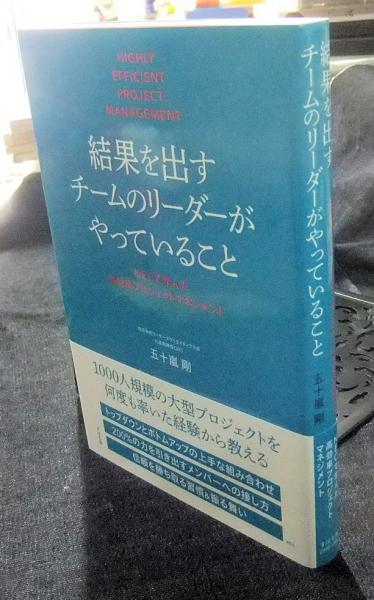 HIGHLY
EFFICIENT
PROJECT
MANAGEMENT
結果を出す
チームのリーダーが
やっていること
五十嵐 剛
1000人規模の大型プロジェクトを
何度も率いた経験から教える
トップダウンとボトムアップの上手な組み合わせ
200%の力を引き出すメンバーへの接し方
信頼を勝ち取る習慣&振る舞い
結果を出す
チームのリーダーがやっていること
五十嵐 剛
高効率プロジェクト
マネジメント